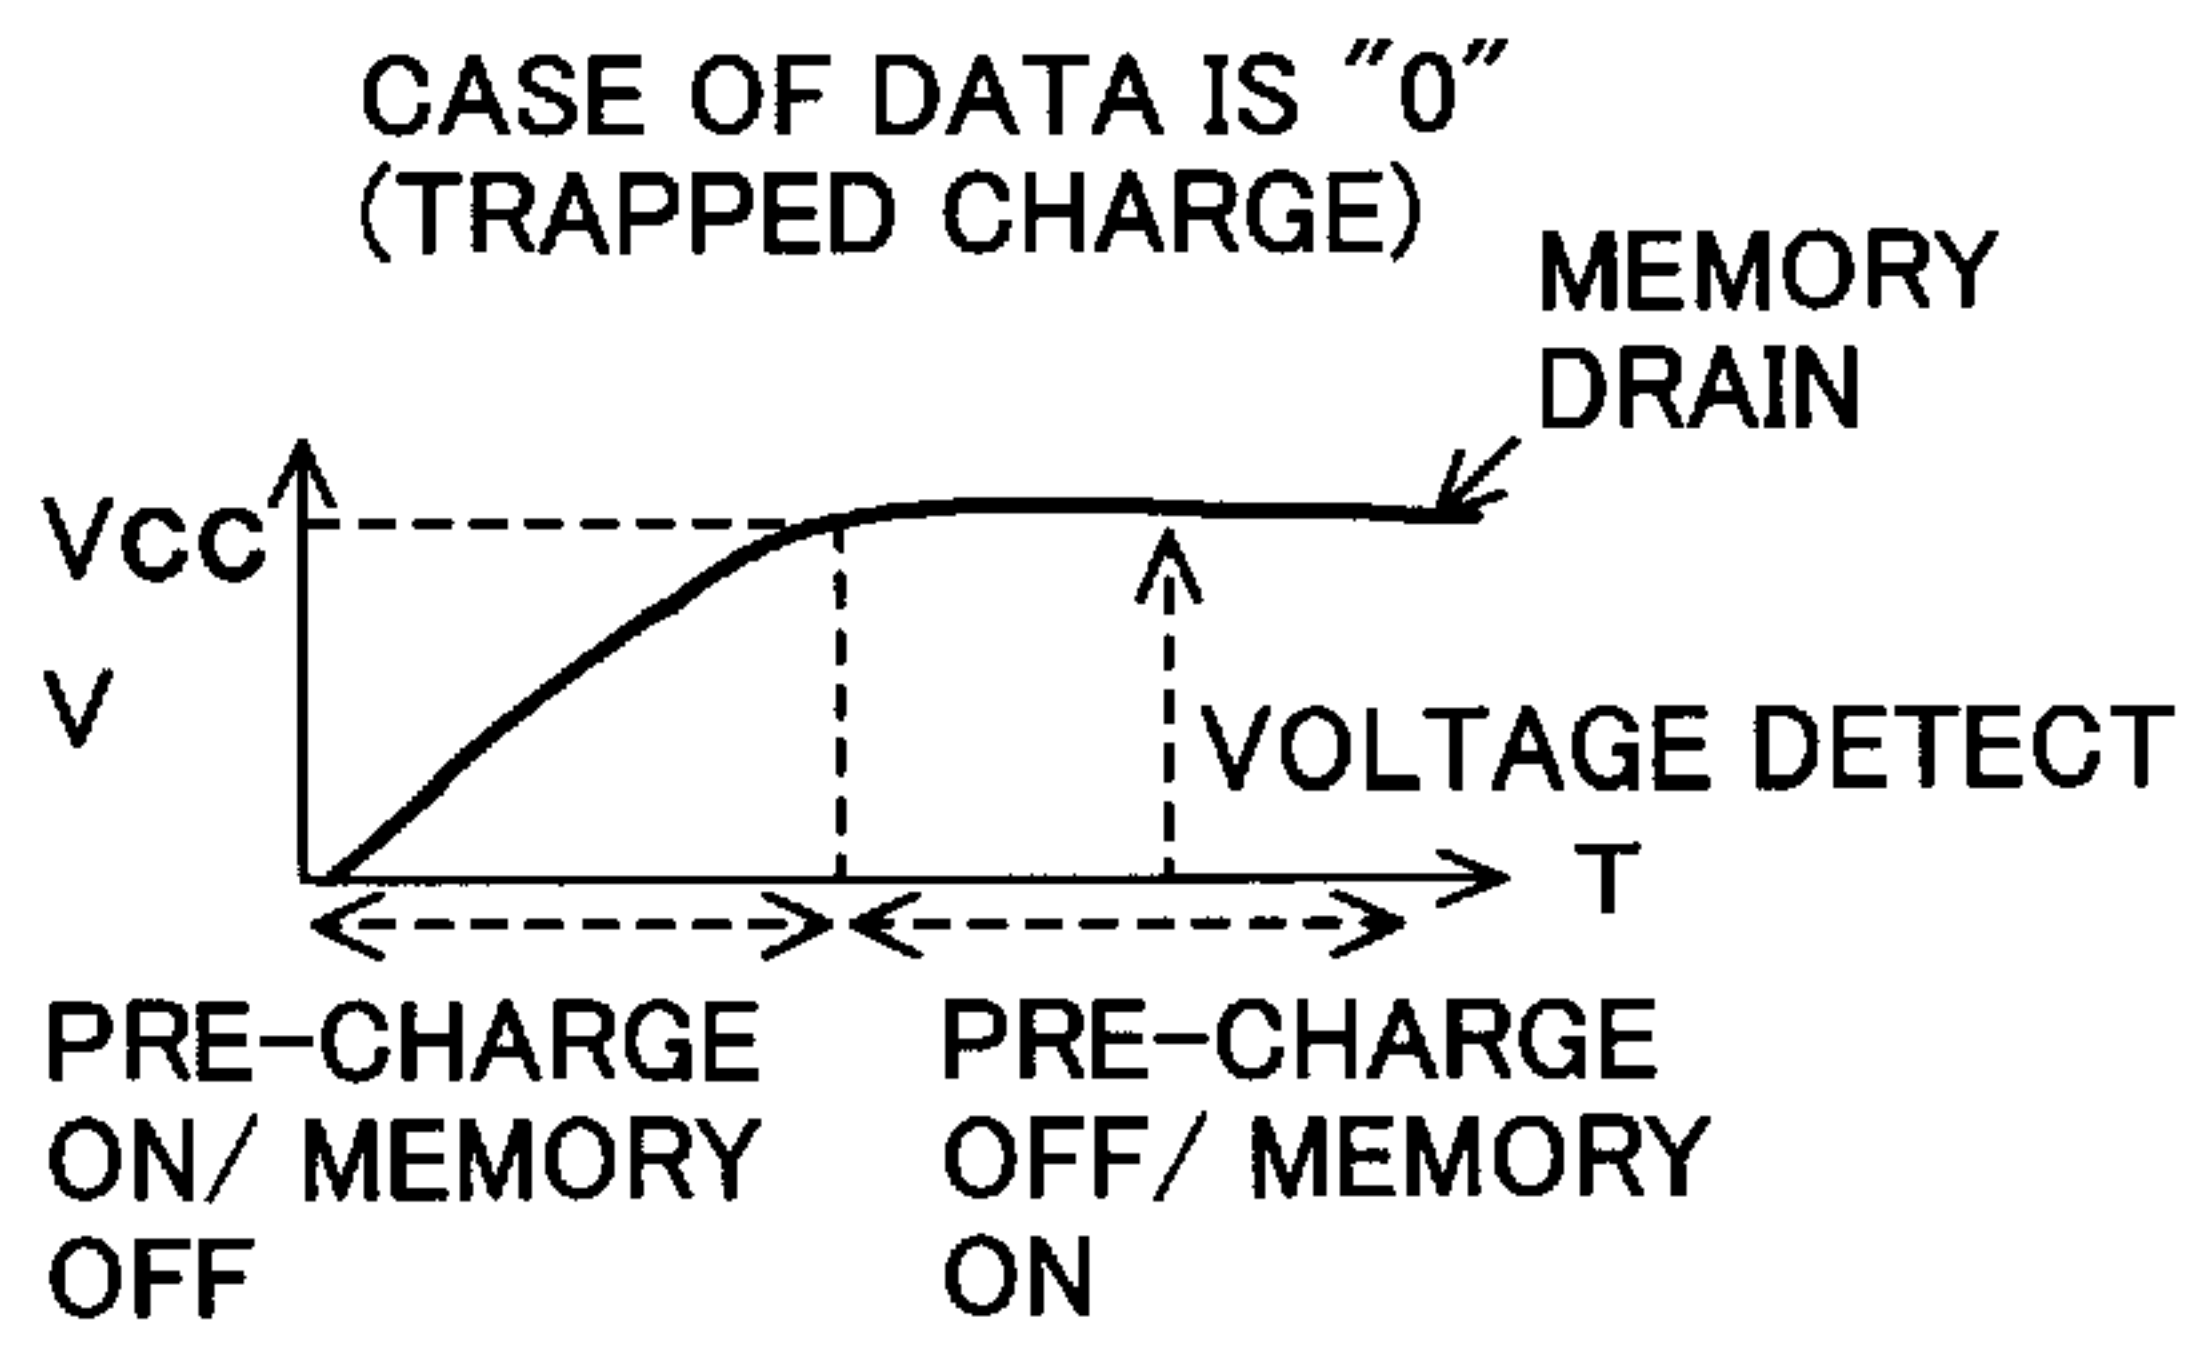 CASE OF DATA IS "0"
(TRAPPED CHARGE)
MEMORY
DRAIN
VCC
V
VOLTAGE DETECT
T
PRE-CHARGE
ON/ MEMORY
OFF
PRE-CHARGE
OFF/ MEMORY
ON